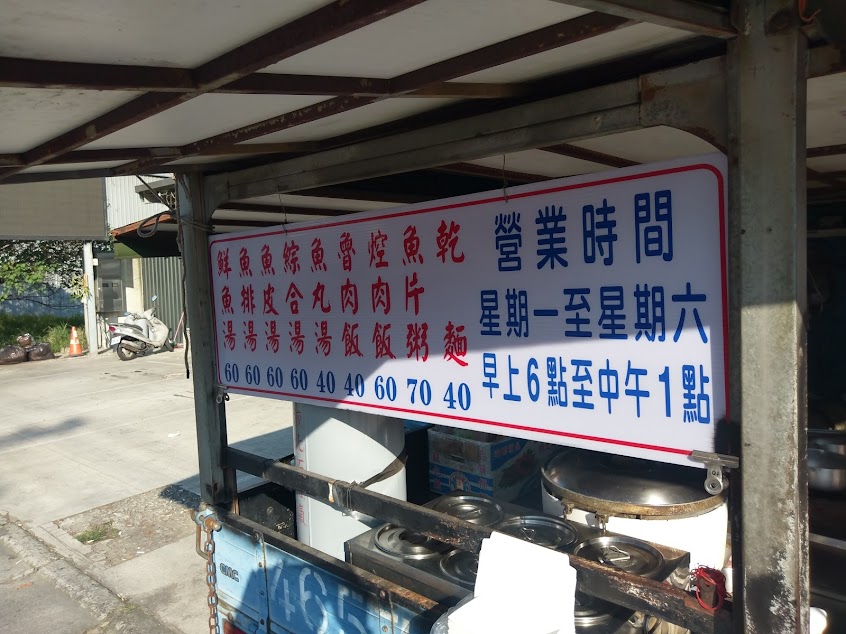 鮮魚湯 60
魚排湯 60
魚皮湯 60
綜合湯 60
魚丸湯 40
魯肉飯 40
焢肉飯 60
魚片粥 70
乾麵 40
營業時間
星期一至星期六
早上6點至中午1點
CMC
465